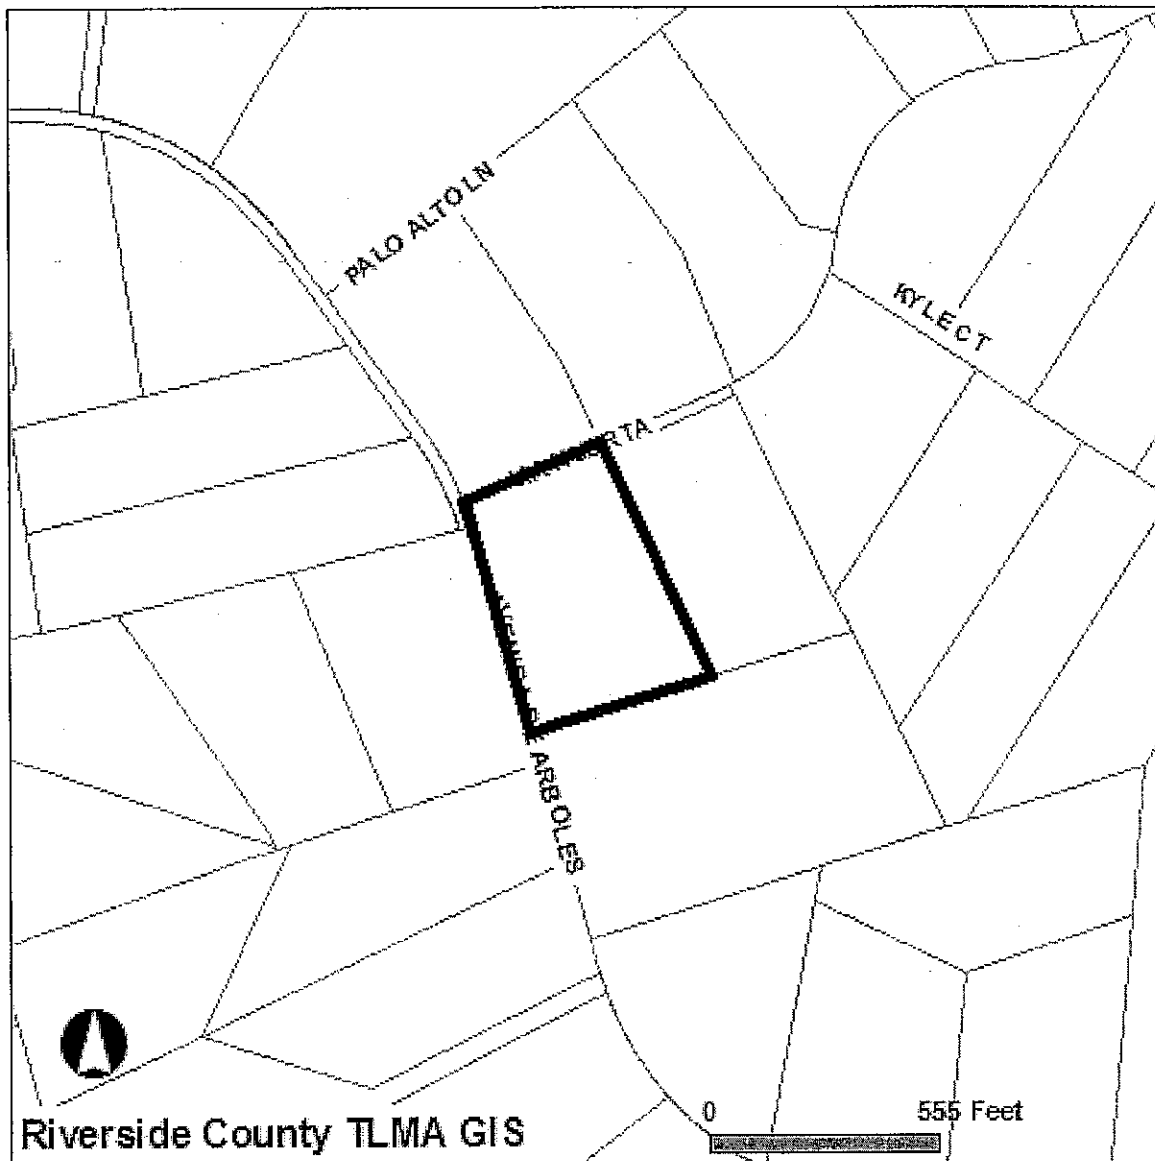 PALO ALTO LN
KYLE CT
ARBOLES
0 555 Feet
Riverside County TLMA GIS